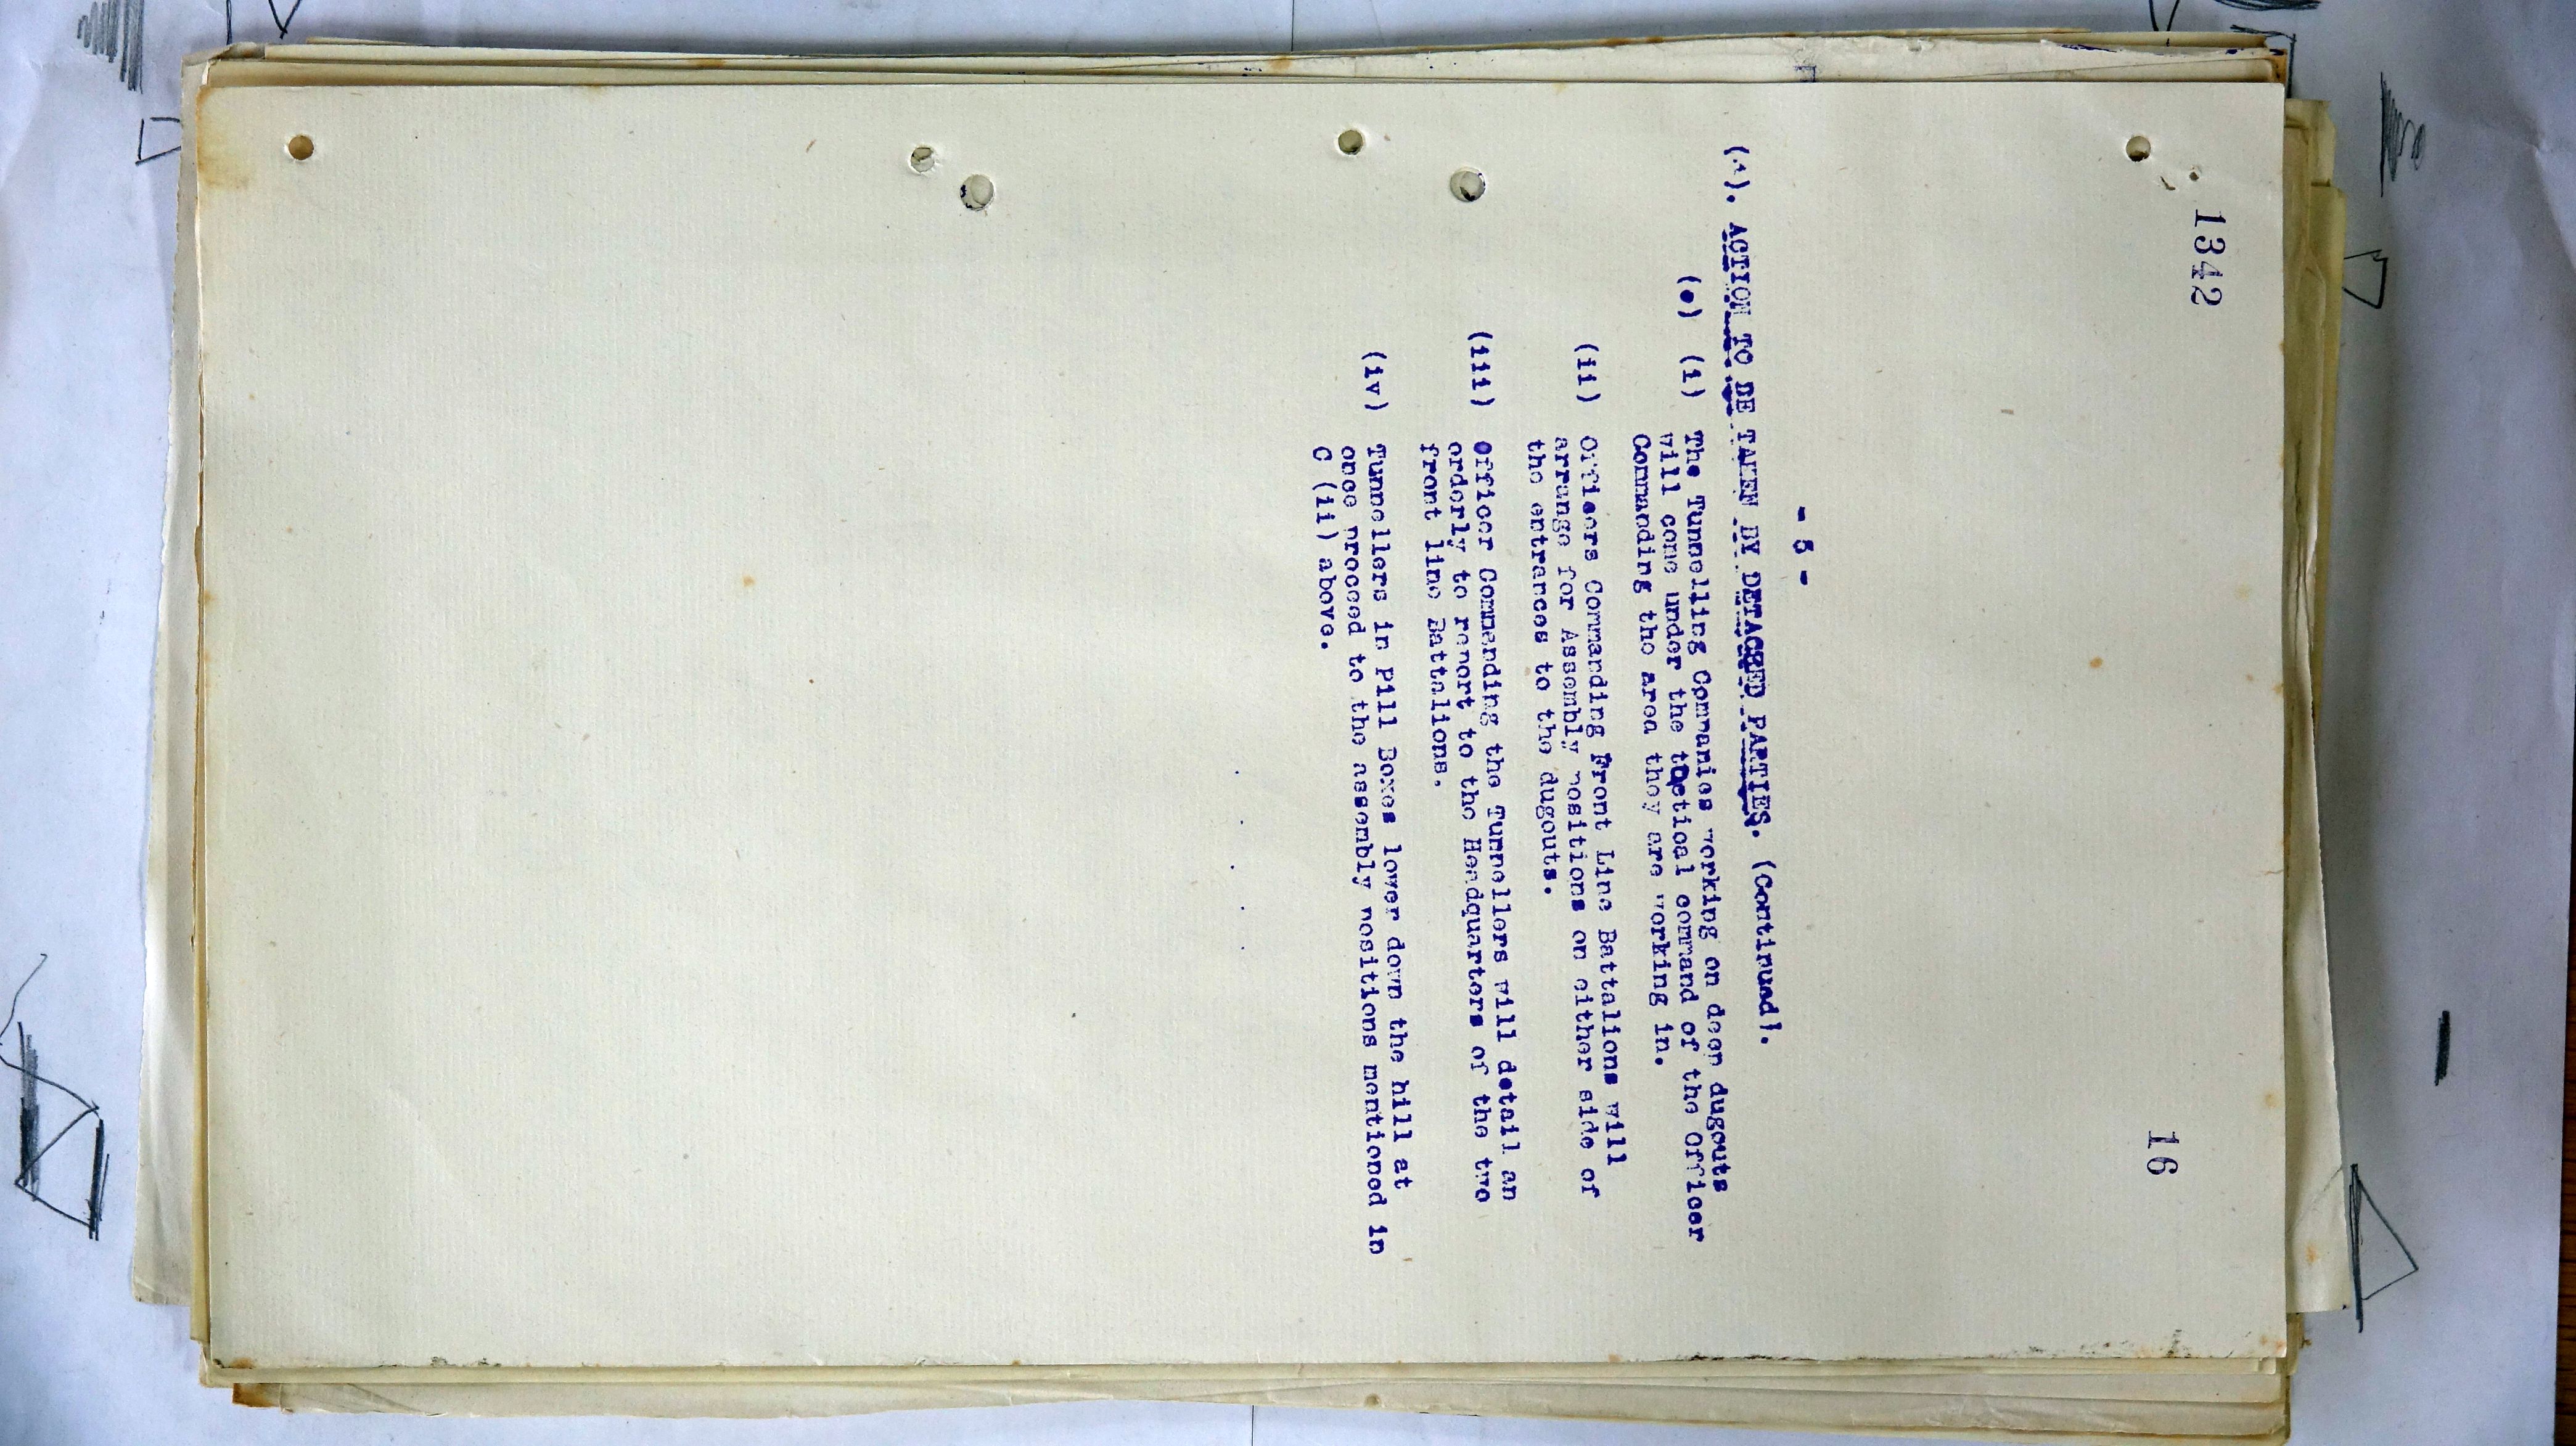 1342
16
- 5 -
ACTION TO BE TAKEN BY DETACHED PARTIES. (Continued).
(e) (i) The Tunnelling Companies working on deep dugouts
will come under the tactical command of the Officer
Commanding the area they are working in.
(ii) Officers Commanding Front Line Battalions will
arrange for Assembly positions on either side of
the entrances to the dugouts.
(iii) Officer Commanding the Tunnellers will detail an
orderly to report to the Headquarters of the two
front line Battalions.
(iv) Tunnellers in Pill Boxes lower down the hill at
once proceed to the assembly positions mentioned in
C (ii) above.
. . . .